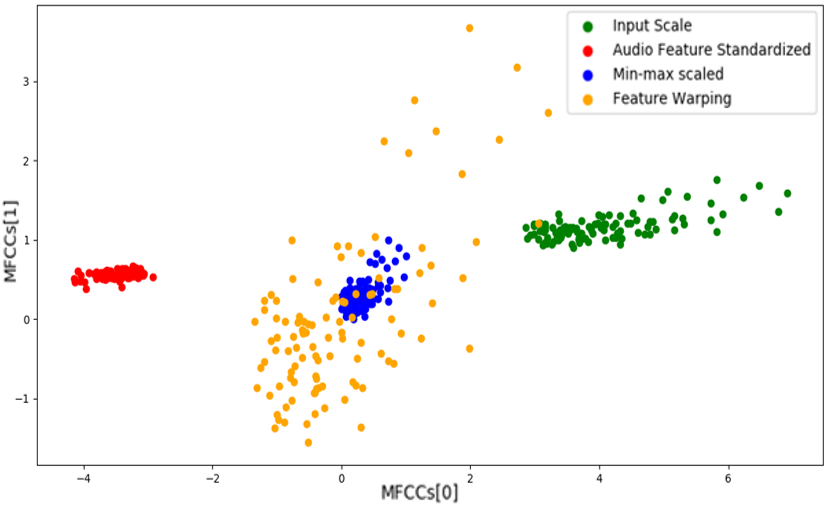 Input Scale
Audio Feature Standardized
Min-max scaled
Feature Warping
3
2
1
0
−1
MFCCs[1]
−4
−2
0
2
4
6
MFCCs[0]